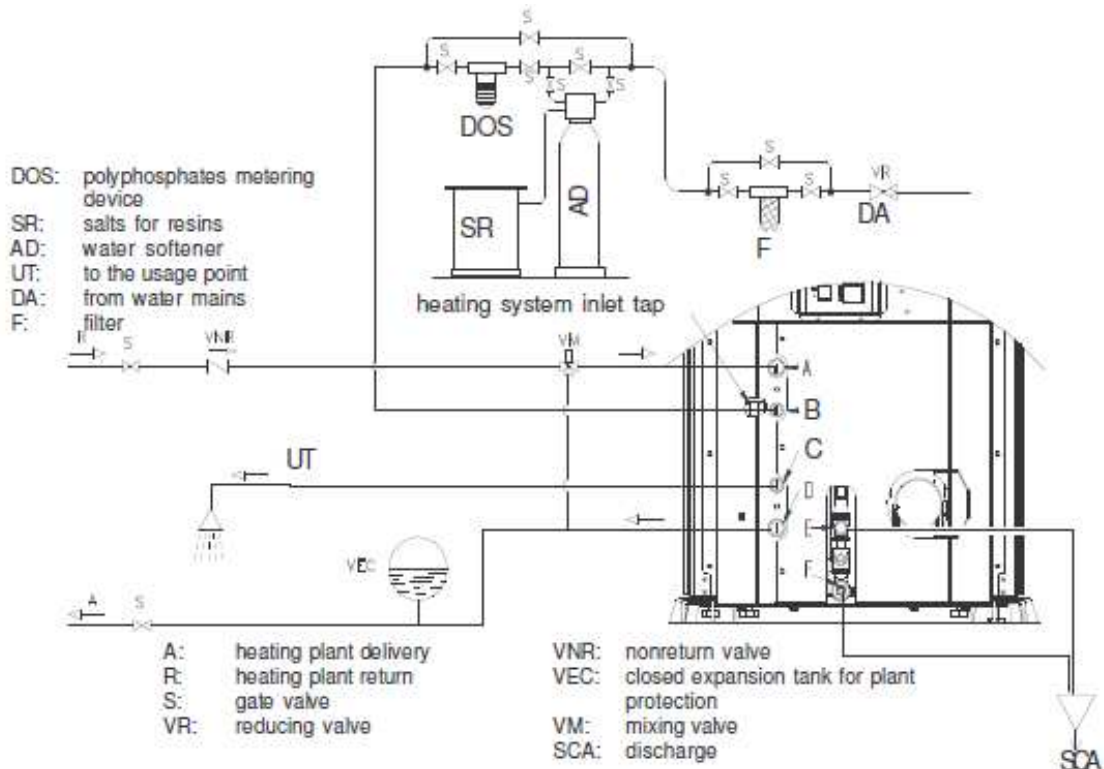 S
S
S
S
S
S
DOS
S
VR
S
S
DA
F
AD
SR
DOS: polyphosphates metering
device
SR: salts for resins
AD: water softener
UT: to the usage point
DA: from water mains
F: filter
heating system inlet tap
R
S
VNR
VM
A
B
UT
C
D
E
VEC
F
A
S
A: heating plant delivery
R: heating plant return
S: gate valve
VR: reducing valve
VNR: nonreturn valve
VEC: closed expansion tank for plant
protection
VM: mixing valve
SCA: discharge
SCA